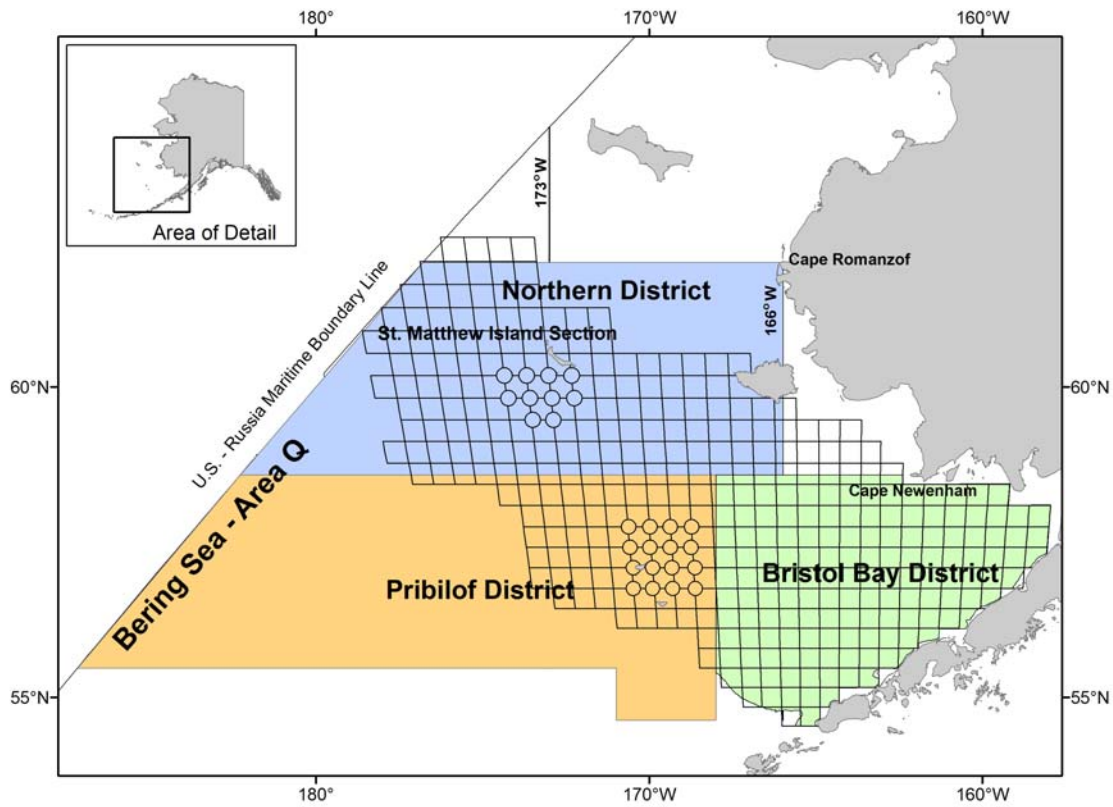 180°
170°W
160°W
Area of Detail
173°W
Cape Romanzof
Northern District
166°W
St. Matthew Island Section
U.S. - Russia Maritime Boundary Line
60°N
60°N
Bering Sea - Area Q
Cape Newenham
Bristol Bay District
Pribilof District
55°N
55°N
180°
170°W
160°W